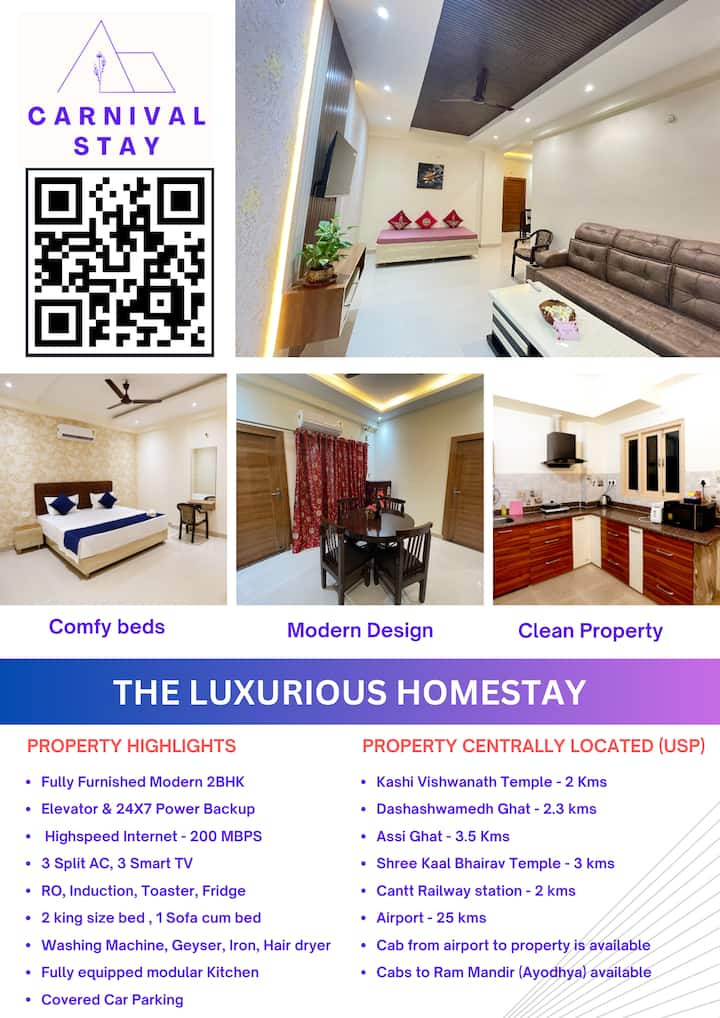 CARNIVAL
STAY
Comfy beds
Modern Design
Clean Property
THE LUXURIOUS HOMESTAY
PROPERTY HIGHLIGHTS
• Fully Furnished Modern 2BHK
• Elevator & 24X7 Power Backup
• Highspeed Internet - 200 MBPS
• 3 Split AC, 3 Smart TV
• RO, Induction, Toaster, Fridge
• 2 king size bed , 1 Sofa cum bed
• Washing Machine, Geyser, Iron, Hair dryer
• Fully equipped modular Kitchen
• Covered Car Parking
PROPERTY CENTRALLY LOCATED (USP)
• Kashi Vishwanath Temple - 2 Kms
• Dashashwamedh Ghat - 2.3 kms
• Assi Ghat - 3.5 Kms
• Shree Kaal Bhairav Temple - 3 kms
• Cantt Railway station - 2 kms
• Airport - 25 kms
• Cab from airport to property is available
• Cabs to Ram Mandir (Ayodhya) available